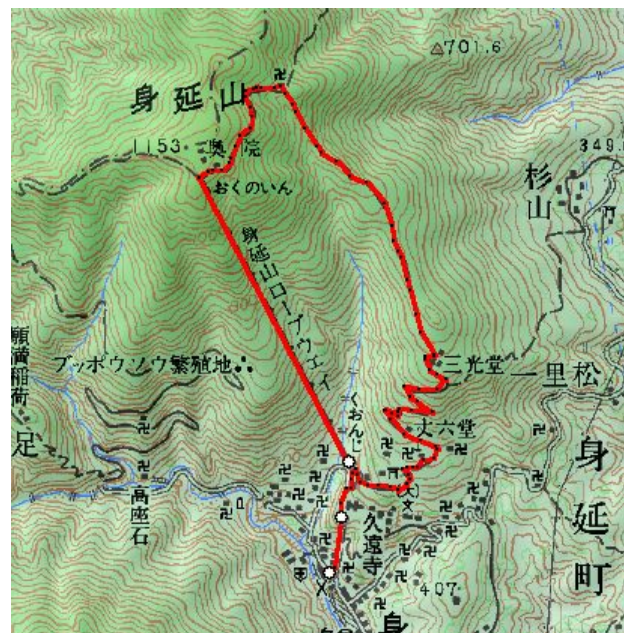 701.6
身延山
1153
奥院
おくのいん
349.
杉山
身延山ロープウェイ
願満稲荷
ブッポウソウ繁殖地
三光堂
一里松
くおんじ
丈六堂
足
身延町
高座石
久遠寺
文
407
身